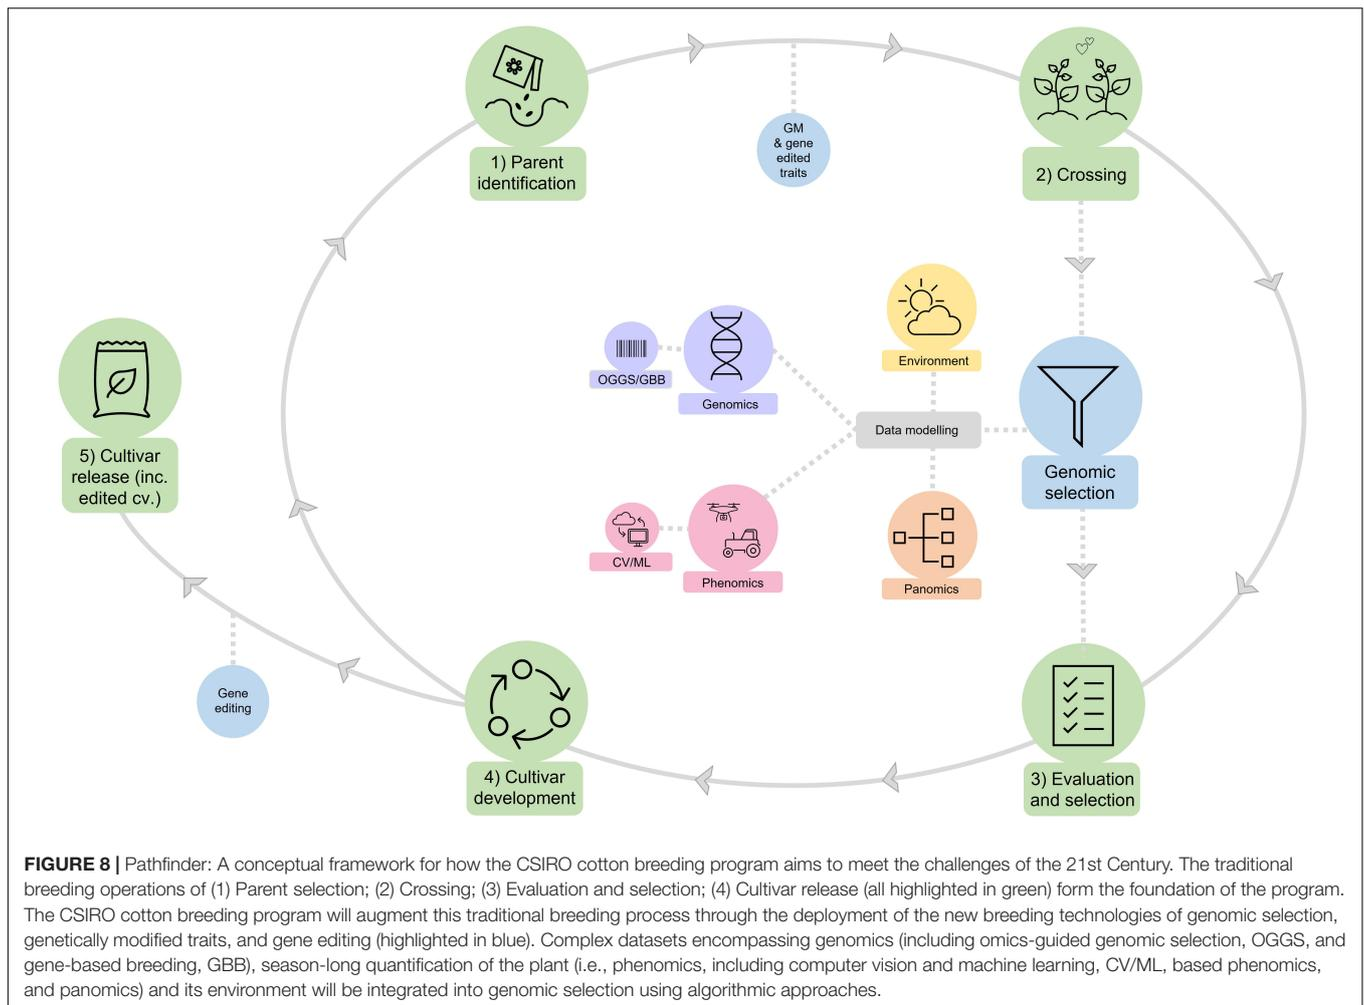 1) Parent
identification
GM
& gene
edited
traits
2) Crossing
Environment
OGGS/GBB
Genomics
Data modelling
Genomic
selection
5) Cultivar
release (inc.
edited cv.)
CV/ML
Phenomics
Panomics
Gene
editing
4) Cultivar
development
3) Evaluation
and selection
FIGURE 8 | Pathfinder: A conceptual framework for how the CSIRO cotton breeding program aims to meet the challenges of the 21st Century. The traditional
breeding operations of (1) Parent selection; (2) Crossing; (3) Evaluation and selection; (4) Cultivar release (all highlighted in green) form the foundation of the program.
The CSIRO cotton breeding program will augment this traditional breeding process through the deployment of the new breeding technologies of genomic selection,
genetically modified traits, and gene editing (highlighted in blue). Complex datasets encompassing genomics (including omics-guided genomic selection, OGGS, and
gene-based breeding, GBB), season-long quantification of the plant (i.e., phenomics, including computer vision and machine learning, CV/ML, based phenomics,
and panomics) and its environment will be integrated into genomic selection using algorithmic approaches.